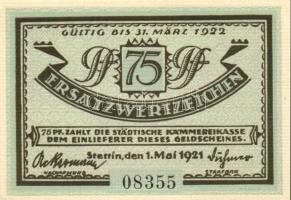 GÜLTIG BIS 31. MÄRZ 1922
Pf 75 Pf
ERSATZWERTZEICHEN
75 PF. ZAHLT DIE STÄDTISCHE KÄMMEREIKASSE
DEM EINLIEFERER DIESES GELDSCHEINES.
Stettin, den 1. Mai 1921
Ackermann
08355